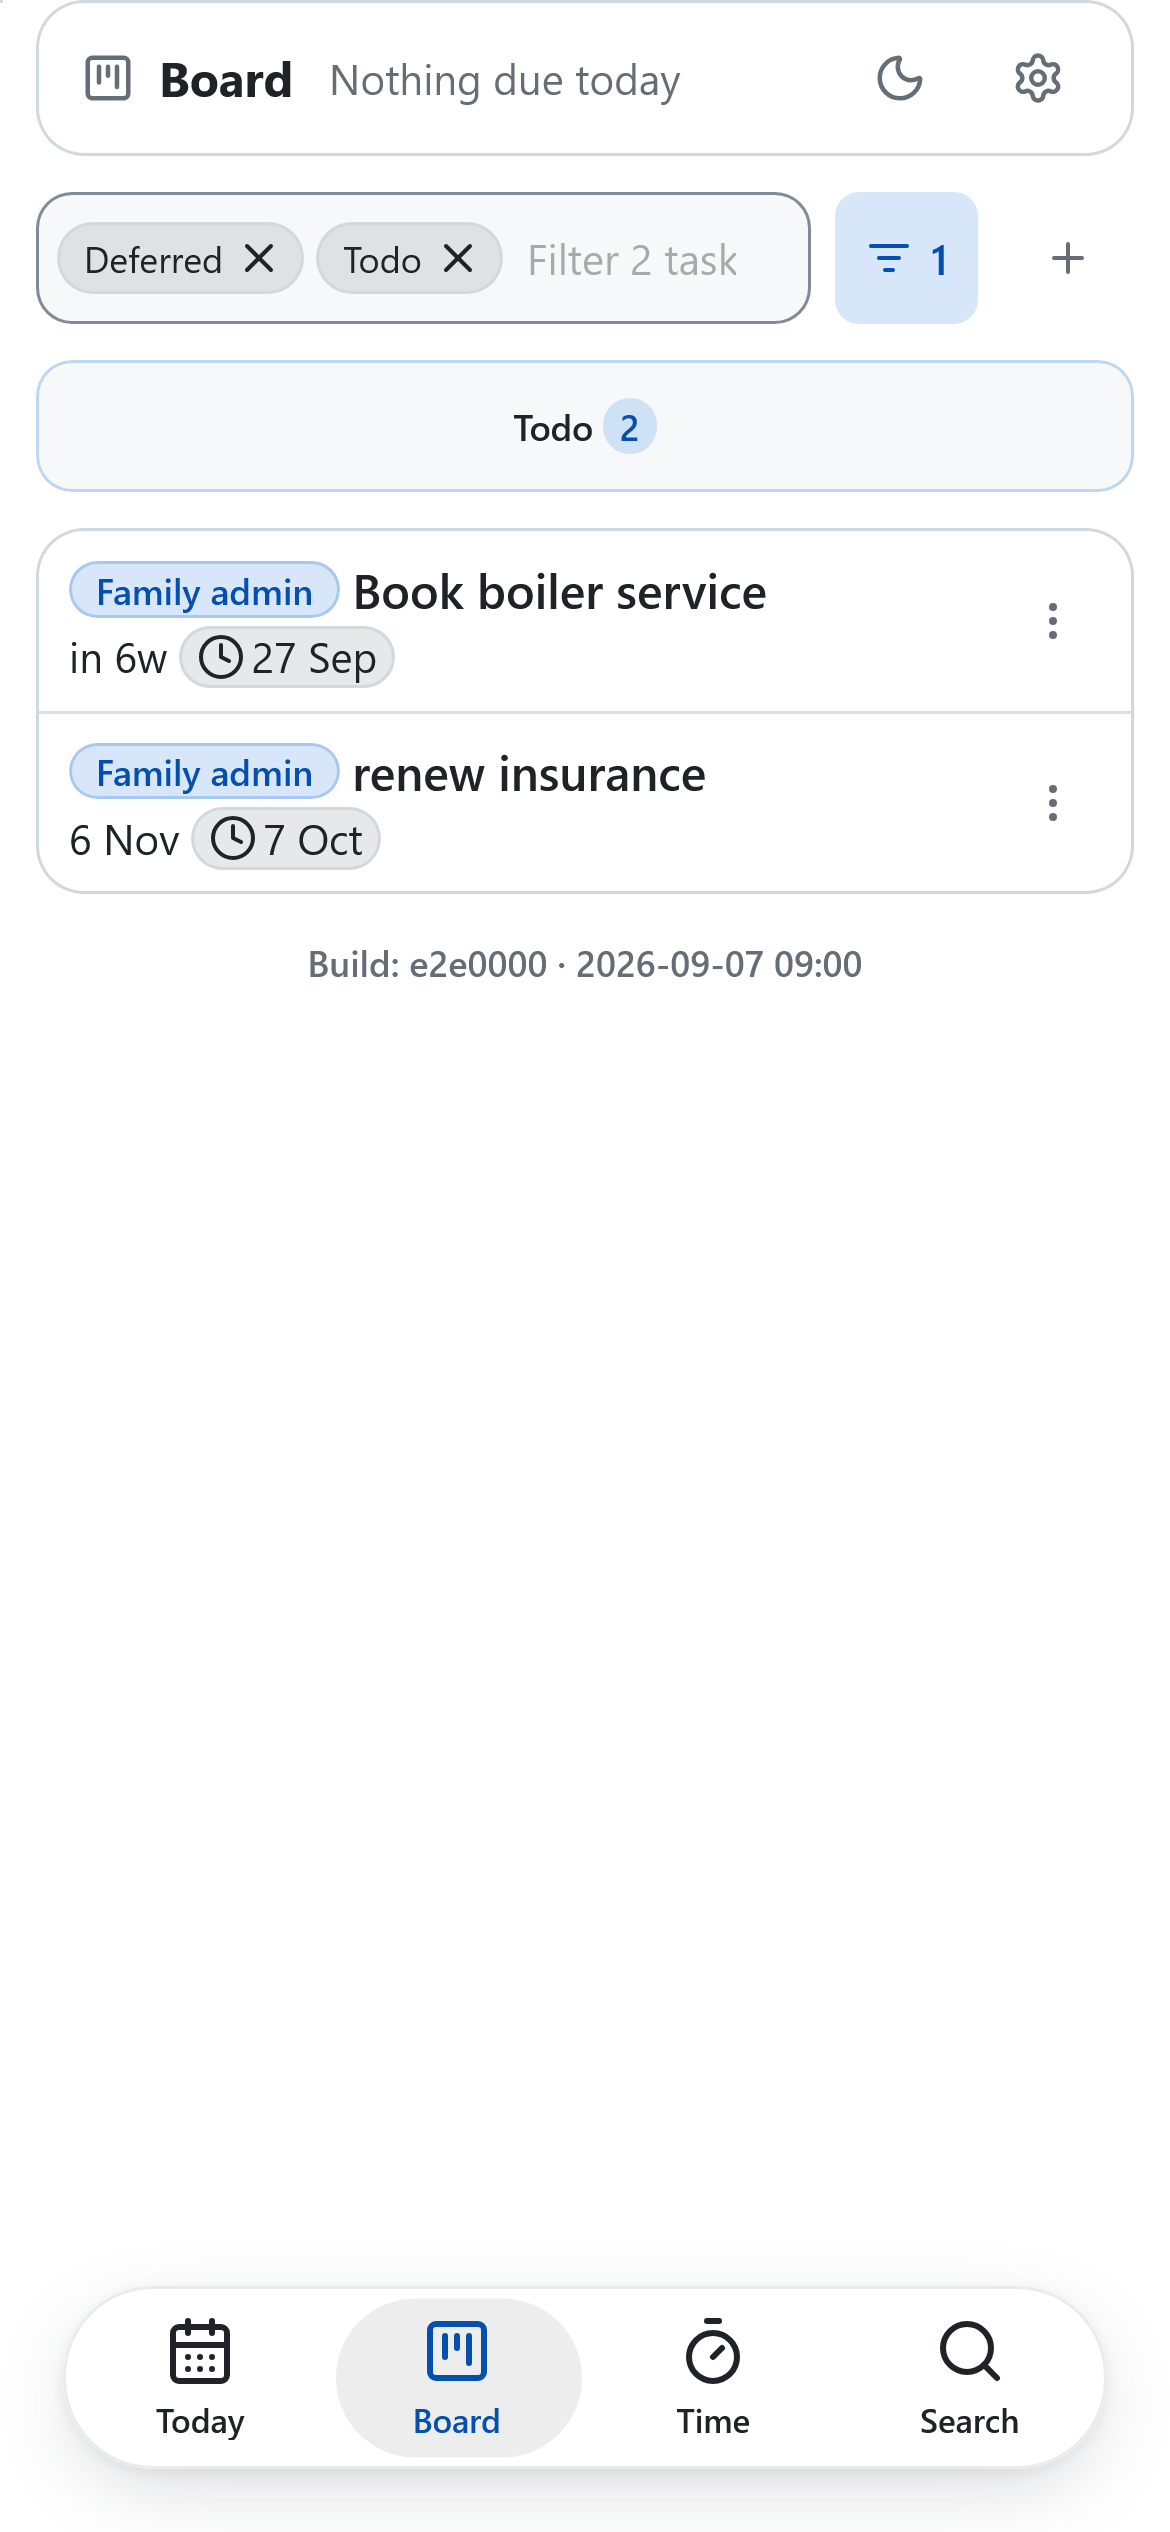 Board Nothing due today
Deferred Todo Filter 2 task 1
Todo 2
Family admin Book boiler service
in 6w 27 Sep
Family admin renew insurance
6 Nov 7 Oct
Build: e2e0000 · 2026-09-07 09:00
Today Board Time Search